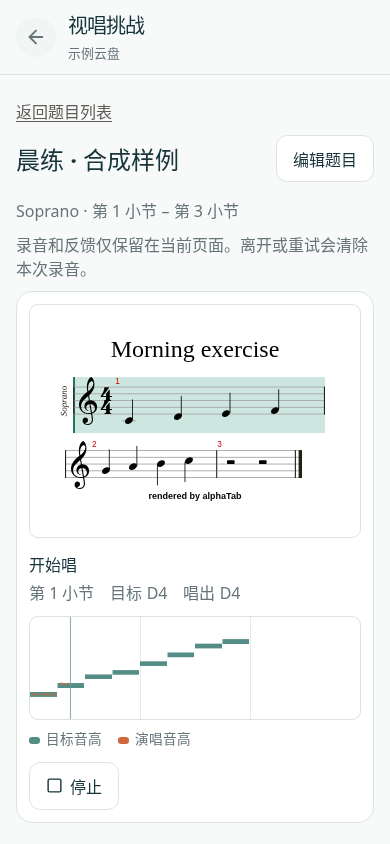 视唱挑战
示例云盘
返回题目列表
晨练 · 合成样例
编辑题目
Soprano · 第 1 小节 – 第 3 小节
录音和反馈仅保留在当前页面。离开或重试会清除
本次录音。
Morning exercise
Soprano
1
4
4
2
3
rendered by alphaTab
开始唱
第 1 小节 目标 D4 唱出 D4
目标音高 演唱音高
停止